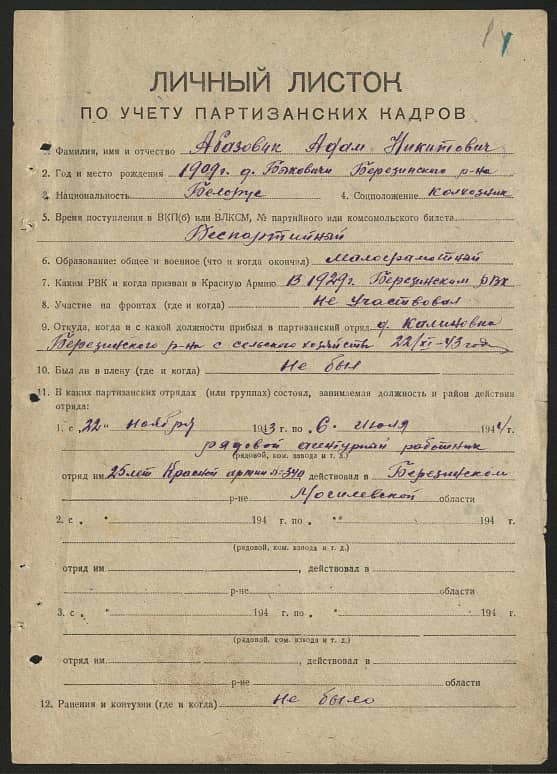 ЛИЧНЫЙ ЛИСТОК
ПО УЧЕТУ ПАРТИЗАНСКИХ КАДРОВ
1. Фамилия, имя и отчество Абазовик Адам Никитович
2. Год и место рождения 1909г. д. Бяковичи Березинского р-на
3. Национальность Белорус 4. Соцположение колхозник
5. Время поступления в ВКП(б) или ВЛКСМ, № партийного или комсомольского билета
Беспартийный
6. Образование: общее и военное (что и когда окончил) малограмотный
7. Каким РВК и когда призван в Красную Армию В 1929г. Березинским рвк
8. Участие на фронтах (где и когда) не участвовал
9. Откуда, когда и с какой должности прибыл в партизанский отряд д. Калиновка
Березинского р-на с сельского хозяйства 22/XI-43 года
10. Был ли в плену (где и когда) не был
11. В каких партизанских отрядах (или группах) состоял, занимаемая должность и район действия
отряда:
1. с „22" ноября 1943 г. по „6" июля 1944 г.
рядовой агентурный работник
(рядовой, ком. взвода и т. д.)
отряд им 25 лет Красной армии п-340 действовал в Березинском
р-не Могилевской области
2. с „ " 194 г. по „ " 194 г.
(рядовой, ком. взвода и т. д.)
отряд им , действовал в
р-не области
3. с „ " 194 г. по „ " 194 г.
(рядовой, ком. взвода и т. д.)
отряд им , действовал в
р-не области
12. Ранения и контузии (где и когда) не было